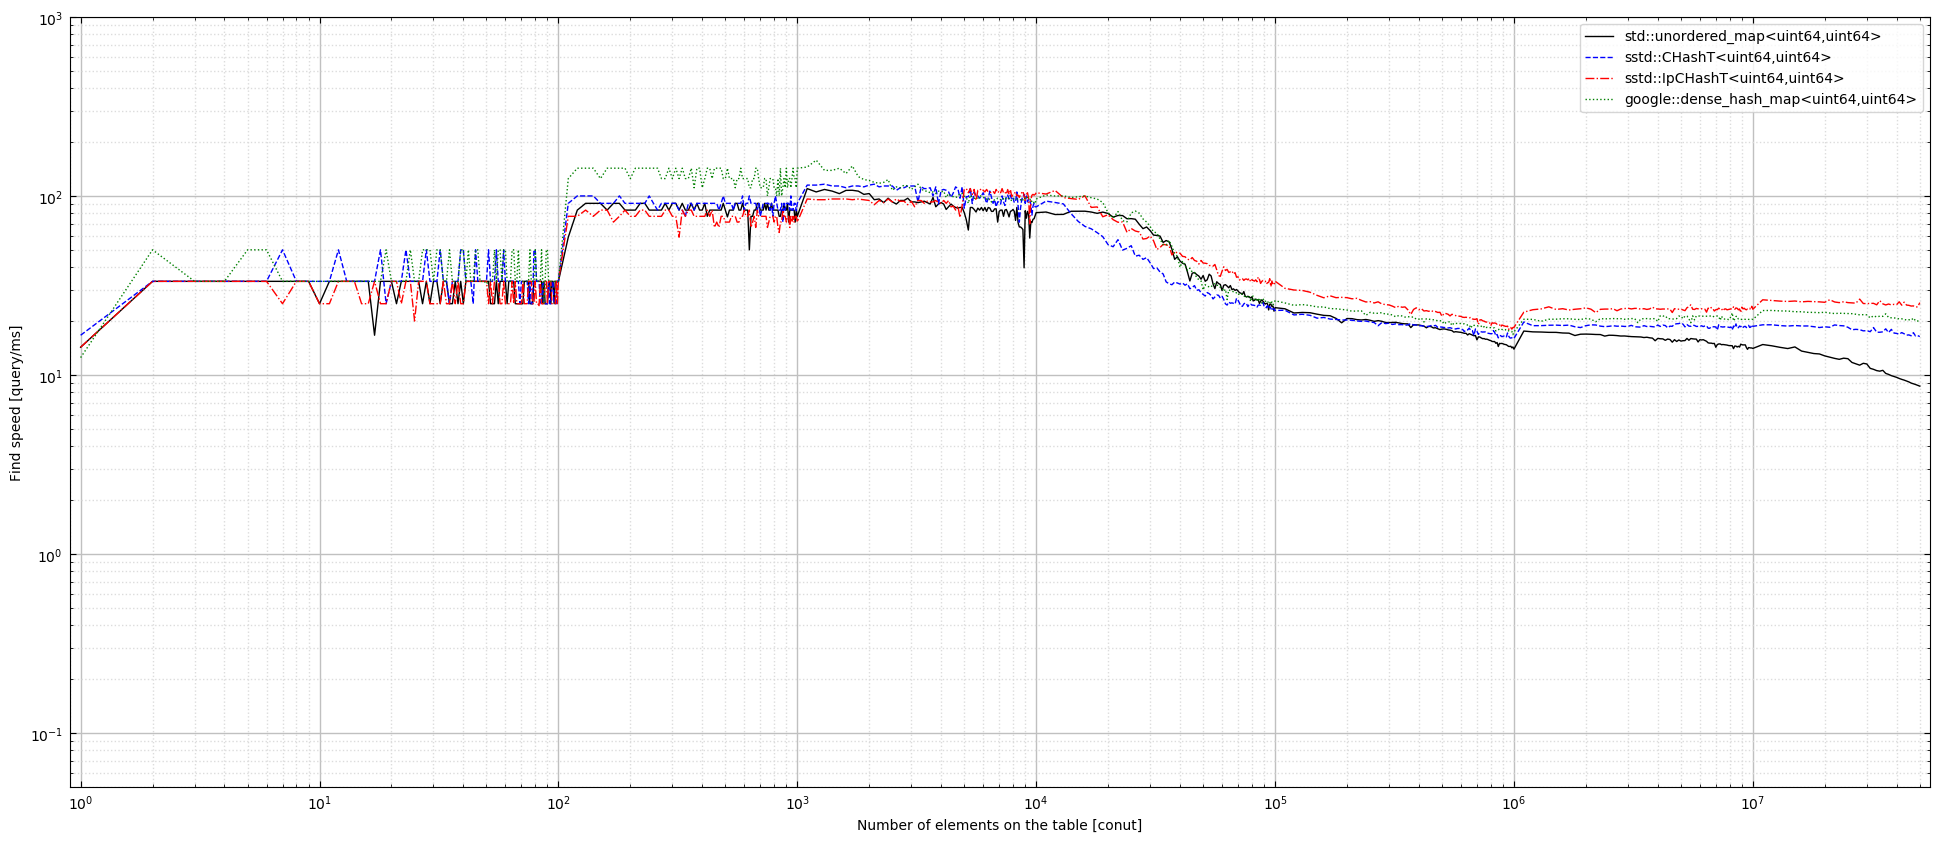 std::unordered_map<uint64,uint64>
sstd::CHashT<uint64,uint64>
sstd::IpCHashT<uint64,uint64>
google::dense_hash_map<uint64,uint64>
Find speed [query/ms]
10³
10²
10¹
10⁰
10⁻¹
10⁰ 10¹ 10² 10³ 10⁴ 10⁵ 10⁶ 10⁷
Number of elements on the table [conut]